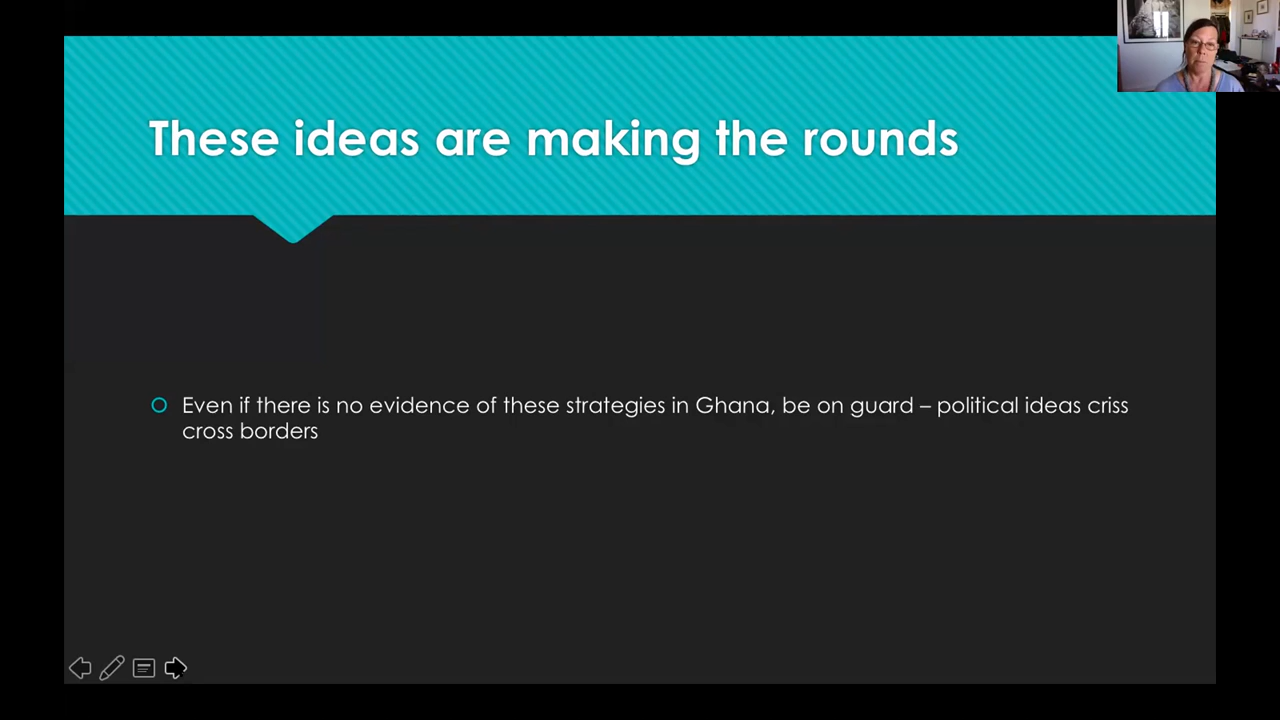 These ideas are making the rounds
Even if there is no evidence of these strategies in Ghana, be on guard – political ideas criss
cross borders